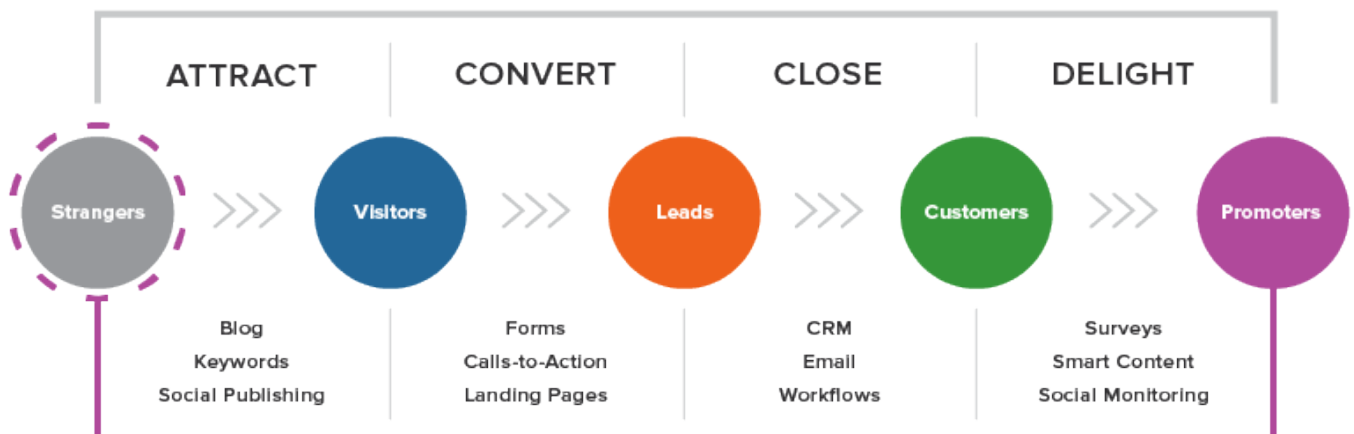 ATTRACT
CONVERT
CLOSE
DELIGHT
Strangers
Visitors
Leads
Customers
Promoters
Blog
Keywords
Social Publishing
Forms
Calls-to-Action
Landing Pages
CRM
Email
Workflows
Surveys
Smart Content
Social Monitoring